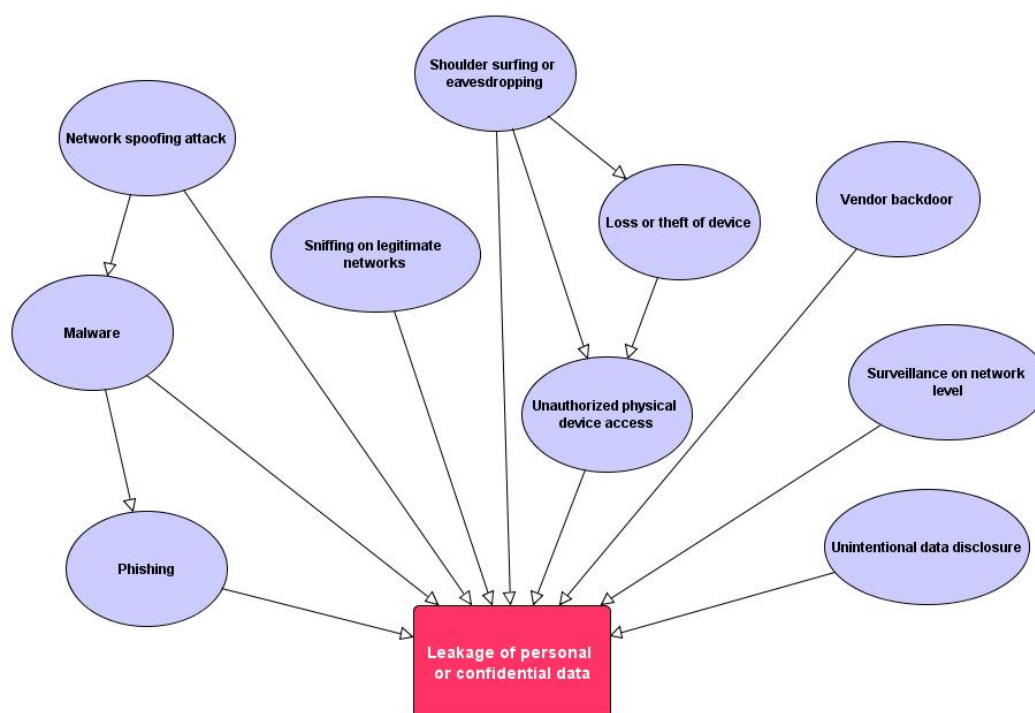 Shoulder surfing or
eavesdropping
Network spoofing attack
Vendor backdoor
Loss or theft of device
Sniffing on legitimate
networks
Malware
Surveillance on network
level
Unauthorized physical
device access
Unintentional data disclosure
Phishing
Leakage of personal
or confidential data